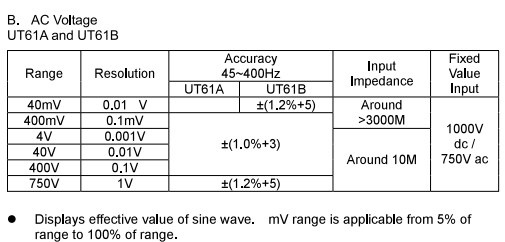 B. AC Voltage
UT61A and UT61B
Range Resolution Accuracy 45~400Hz Input Impedance Fixed Value Input
UT61A UT61B
40mV 0.01 V ±(1.2%+5) Around >3000M 1000V dc / 750V ac
400mV 0.1mV ±(1.0%+3)
4V 0.001V Around 10M
40V 0.01V
400V 0.1V
750V 1V ±(1.2%+5)
● Displays effective value of sine wave. mV range is applicable from 5% of
range to 100% of range.